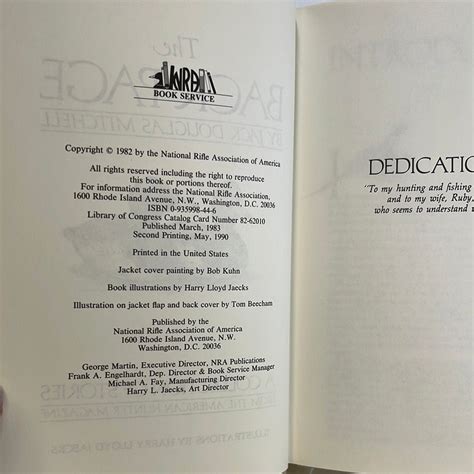 NRA
BOOK SERVICE
Copyright © 1982 by the National Rifle Association of America
All rights reserved including the right to reproduce
this book or portions thereof.
For information address the National Rifle Association,
1600 Rhode Island Avenue, N.W., Washington, D.C. 20036
ISBN 0-935998-44-6
Library of Congress Catalog Card Number 82-62010
Published March, 1983
Second Printing, May, 1990
Printed in the United States
Jacket cover painting by Bob Kuhn
Book illustrations by Harry Lloyd Jaecks
Illustration on jacket flap and back cover by Tom Beecham
Published by the
National Rifle Association of America
1600 Rhode Island Avenue, N.W.
Washington, D.C. 20036
George Martin, Executive Director, NRA Publications
Frank A. Engelhardt, Dep. Director & Book Service Manager
Michael A. Fay, Manufacturing Director
Harry L. Jaecks, Art Director
DEDICATIO
"To my hunting and fishing
and to my wife, Ruby,
who seems to understand